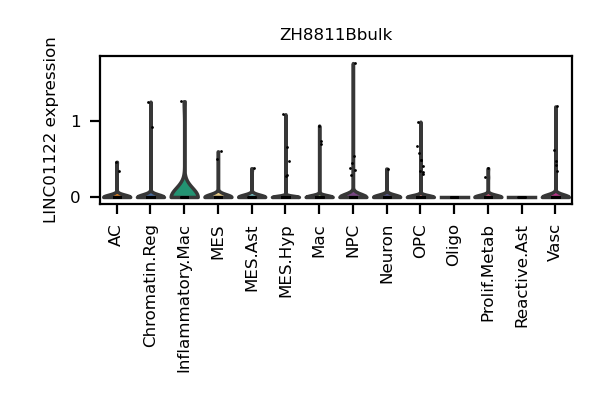 ZH8811Bbulk
LINC01122 expression
1
0
AC
Chromatin.Reg
Inflammatory.Mac
MES
MES.Ast
MES.Hyp
Mac
NPC
Neuron
OPC
Oligo
Prolif.Metab
Reactive.Ast
Vasc